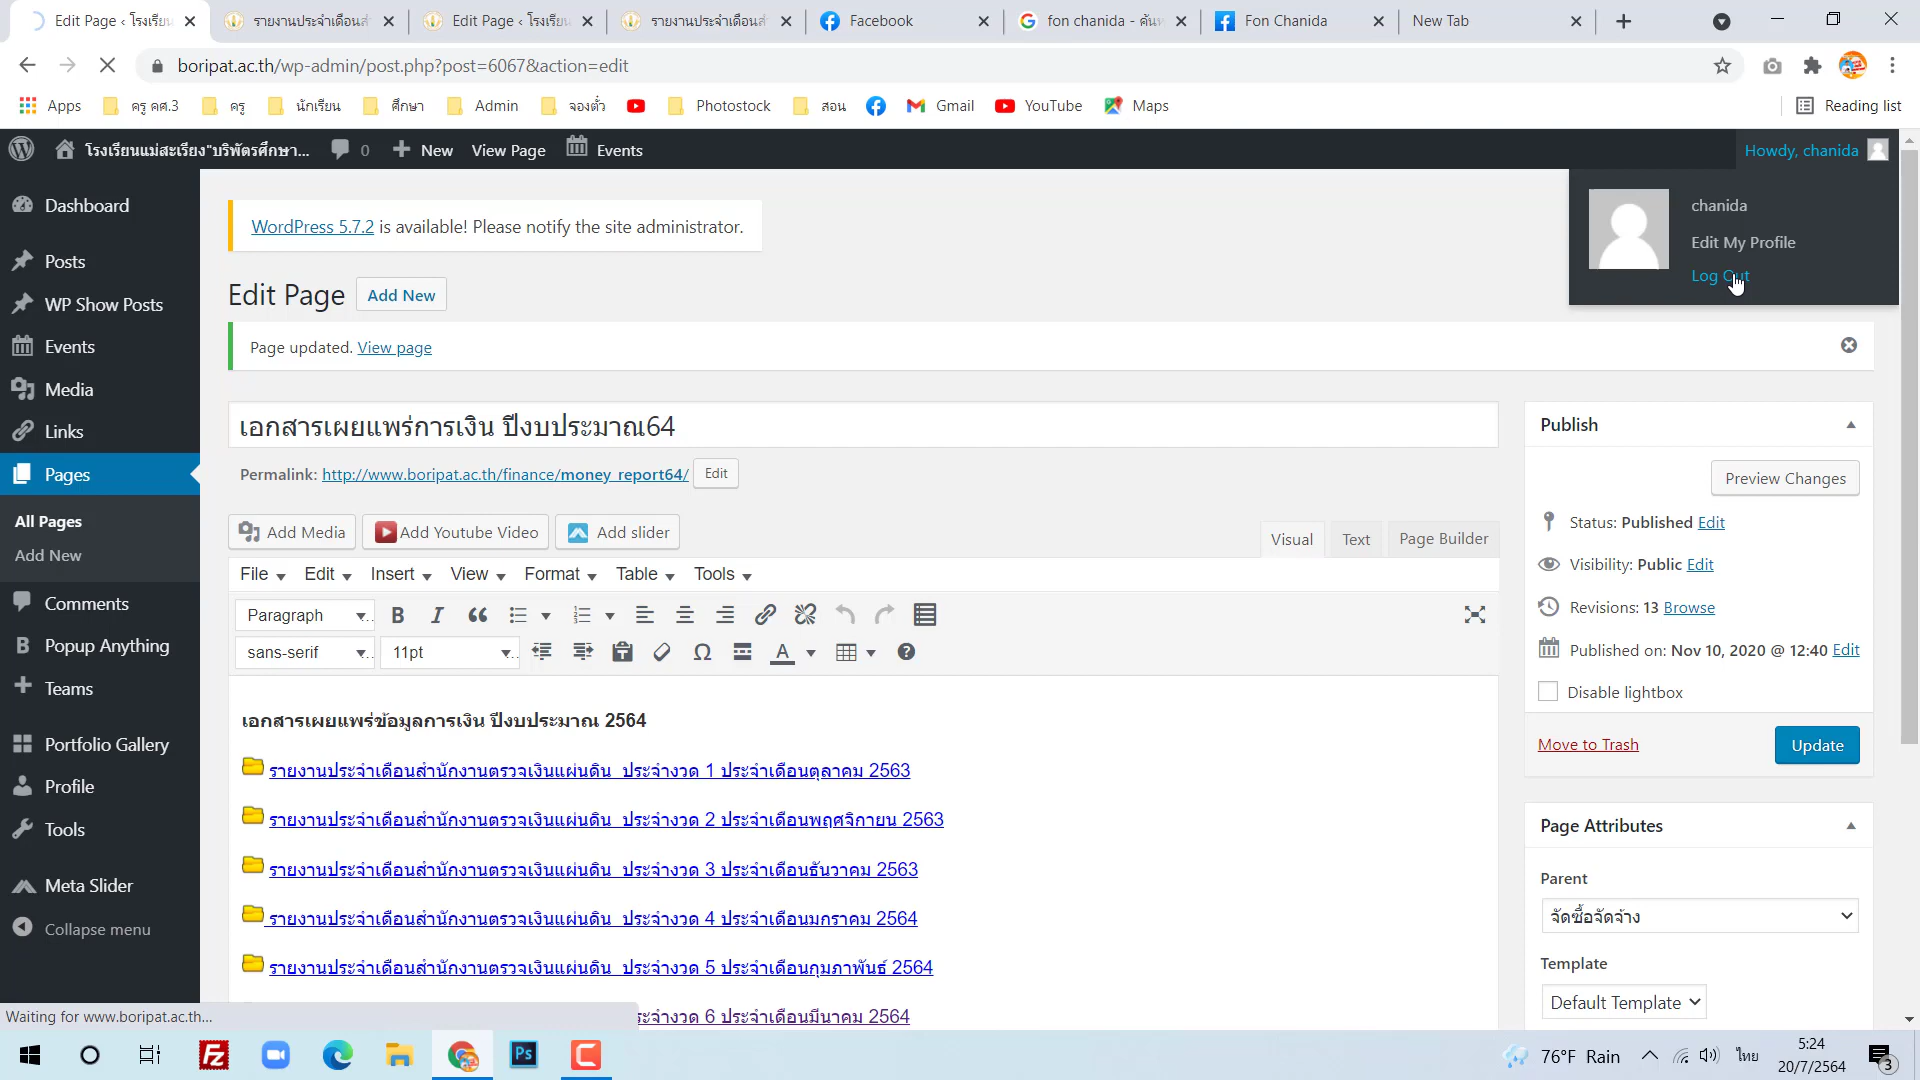 Edit Page ‹ โรงเรียน
รายงานประจำเดือนสำ
Edit Page ‹ โรงเรียน
รายงานประจำเดือนสำ
Facebook
fon chanida - ค้นห
Fon Chanida
New Tab
boripat.ac.th/wp-admin/post.php?post=6067&action=edit
Apps
ครู คศ.3
ครู
นักเรียน
ศึกษา
Admin
จองตั๋ว
Photostock
สอน
Gmail
YouTube
Maps
Reading list
โรงเรียนแม่สะเรียง"บริพัตรศึกษา...
0
New
View Page
Events
Howdy, chanida
chanida
Edit My Profile
Log Out
Dashboard
Posts
WP Show Posts
Events
Media
Links
Pages
All Pages
Add New
Comments
Popup Anything
Teams
Portfolio Gallery
Profile
Tools
Meta Slider
Collapse menu
WordPress 5.7.2 is available! Please notify the site administrator.
Edit Page
Add New
Page updated. View page
เอกสารเผยแพร่การเงิน ปีงบประมาณ64
Permalink: http://www.boripat.ac.th/finance/money_report64/ Edit
Add Media
Add Youtube Video
Add slider
Visual
Text
Page Builder
File Edit Insert View Format Table Tools
Paragraph
sans-serif
11pt
เอกสารเผยแพร่ข้อมูลการเงิน ปีงบประมาณ 2564
รายงานประจำเดือนสำนักงานตรวจเงินแผ่นดิน ประจำงวด 1 ประจำเดือนตุลาคม 2563
รายงานประจำเดือนสำนักงานตรวจเงินแผ่นดิน ประจำงวด 2 ประจำเดือนพฤศจิกายน 2563
รายงานประจำเดือนสำนักงานตรวจเงินแผ่นดิน ประจำงวด 3 ประจำเดือนธันวาคม 2563
รายงานประจำเดือนสำนักงานตรวจเงินแผ่นดิน ประจำงวด 4 ประจำเดือนมกราคม 2564
รายงานประจำเดือนสำนักงานตรวจเงินแผ่นดิน ประจำงวด 5 ประจำเดือนกุมภาพันธ์ 2564
ระจำงวด 6 ประจำเดือนมีนาคม 2564
Publish
Preview Changes
Status: Published Edit
Visibility: Public Edit
Revisions: 13 Browse
Published on: Nov 10, 2020 @ 12:40 Edit
Disable lightbox
Move to Trash
Update
Page Attributes
Parent
จัดซื้อจัดจ้าง
Template
Default Template
Waiting for www.boripat.ac.th...
76°F Rain
ไทย
5:24
20/7/2564
3